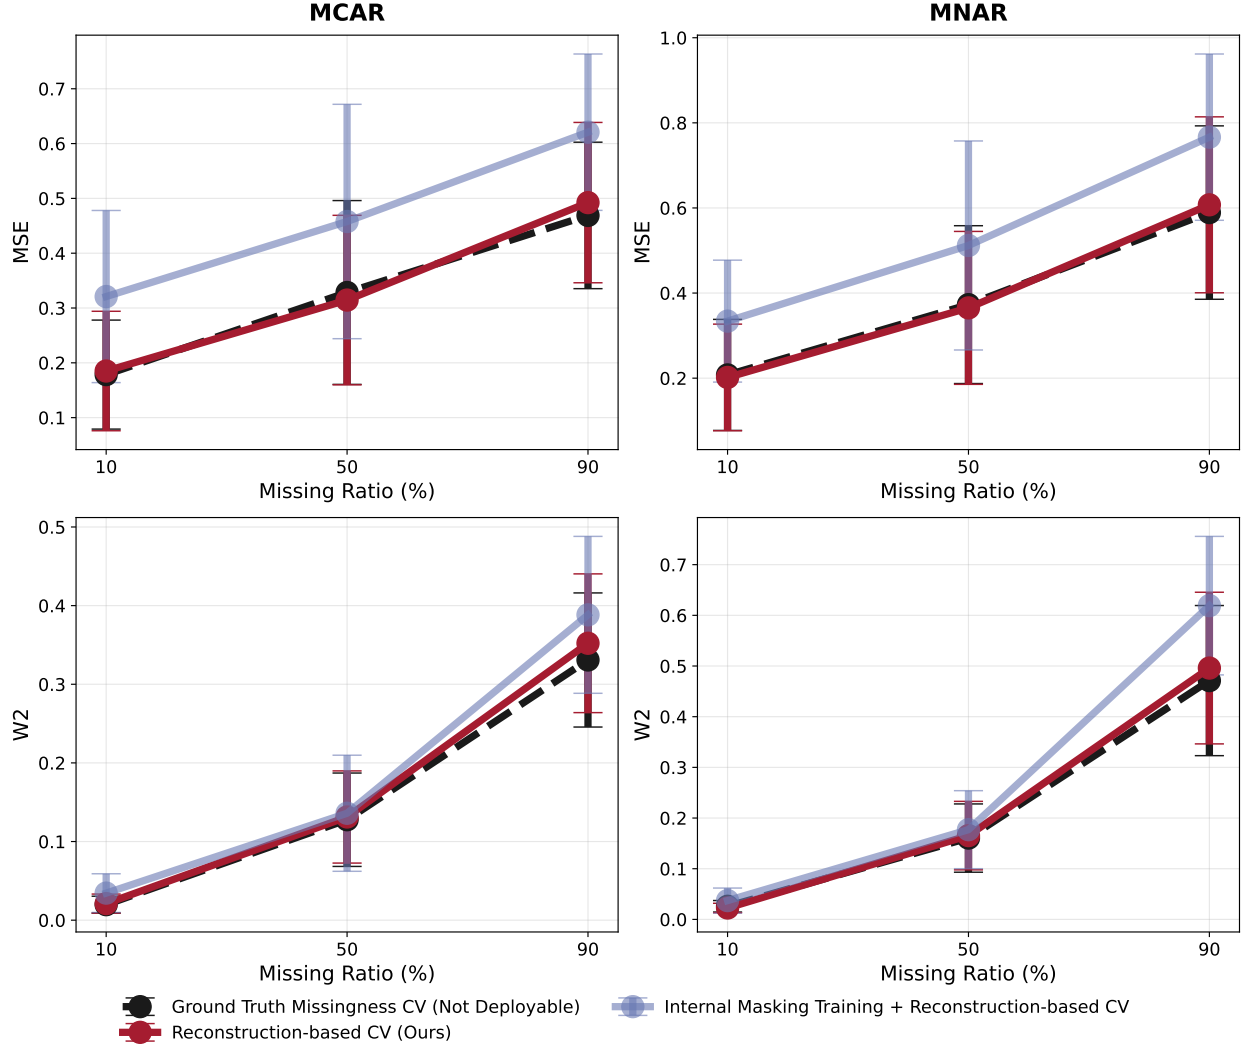 MCAR
MNAR
MSE
0.7
0.6
0.5
0.4
0.3
0.2
0.1
10 50 90
Missing Ratio (%)
MSE
1.0
0.8
0.6
0.4
0.2
10 50 90
Missing Ratio (%)
W2
0.5
0.4
0.3
0.2
0.1
0.0
10 50 90
Missing Ratio (%)
W2
0.7
0.6
0.5
0.4
0.3
0.2
0.1
0.0
10 50 90
Missing Ratio (%)
Ground Truth Missingness CV (Not Deployable)
Reconstruction-based CV (Ours)
Internal Masking Training + Reconstruction-based CV